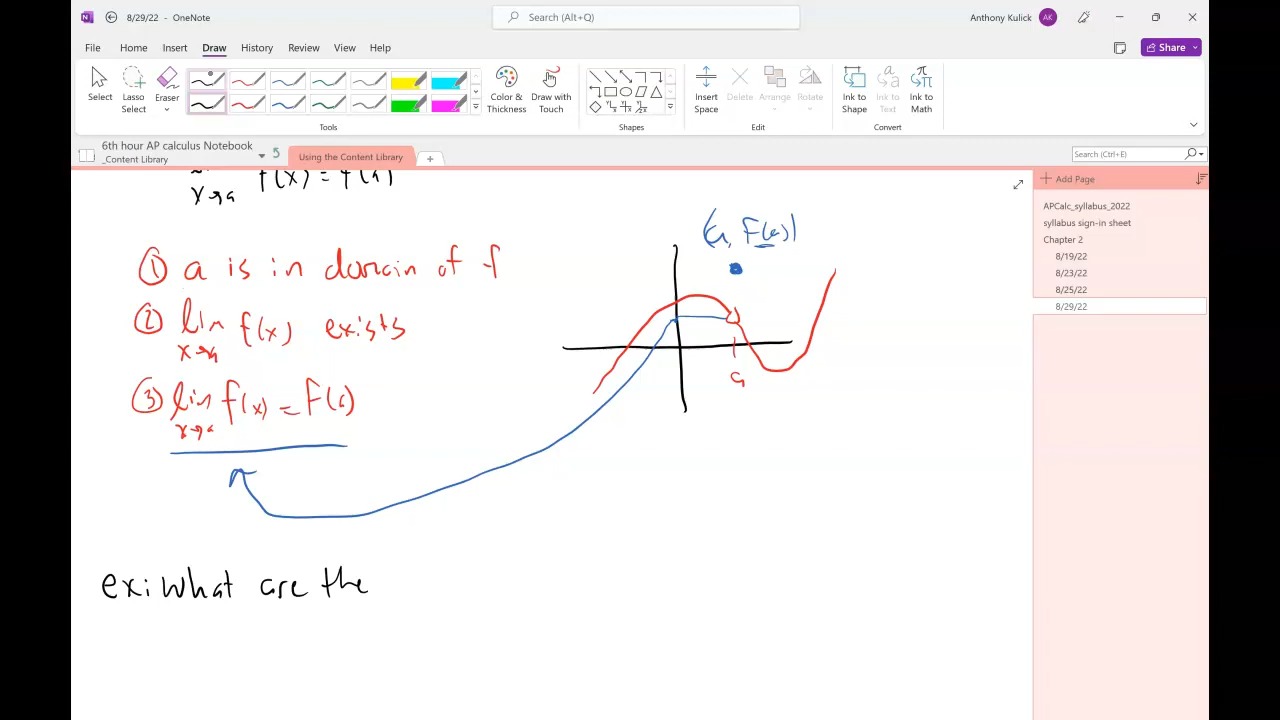 8/29/22 - OneNote
Search (Alt+Q)
Anthony Kulick
AK
File Home Insert Draw History Review View Help
Share
Select
Lasso Select
Eraser
Color & Thickness
Draw with Touch
Insert Space
Delete
Arrange
Rotate
Ink to Shape
Ink to Text
Ink to Math
Tools
Shapes
Edit
Convert
6th hour AP calculus Notebook
_Content Library
Using the Content Library
Search (Ctrl+E)
Add Page
APCalc_syllabus_2022
syllabus sign-in sheet
Chapter 2
8/19/22
8/23/22
8/25/22
8/29/22
f(x) = f(a)
x→a
(a, F(a))
① a is in domain of f
② lim f(x) exists
x→a
③ lim f(x) = F(a)
x→a
a
ex: what are the